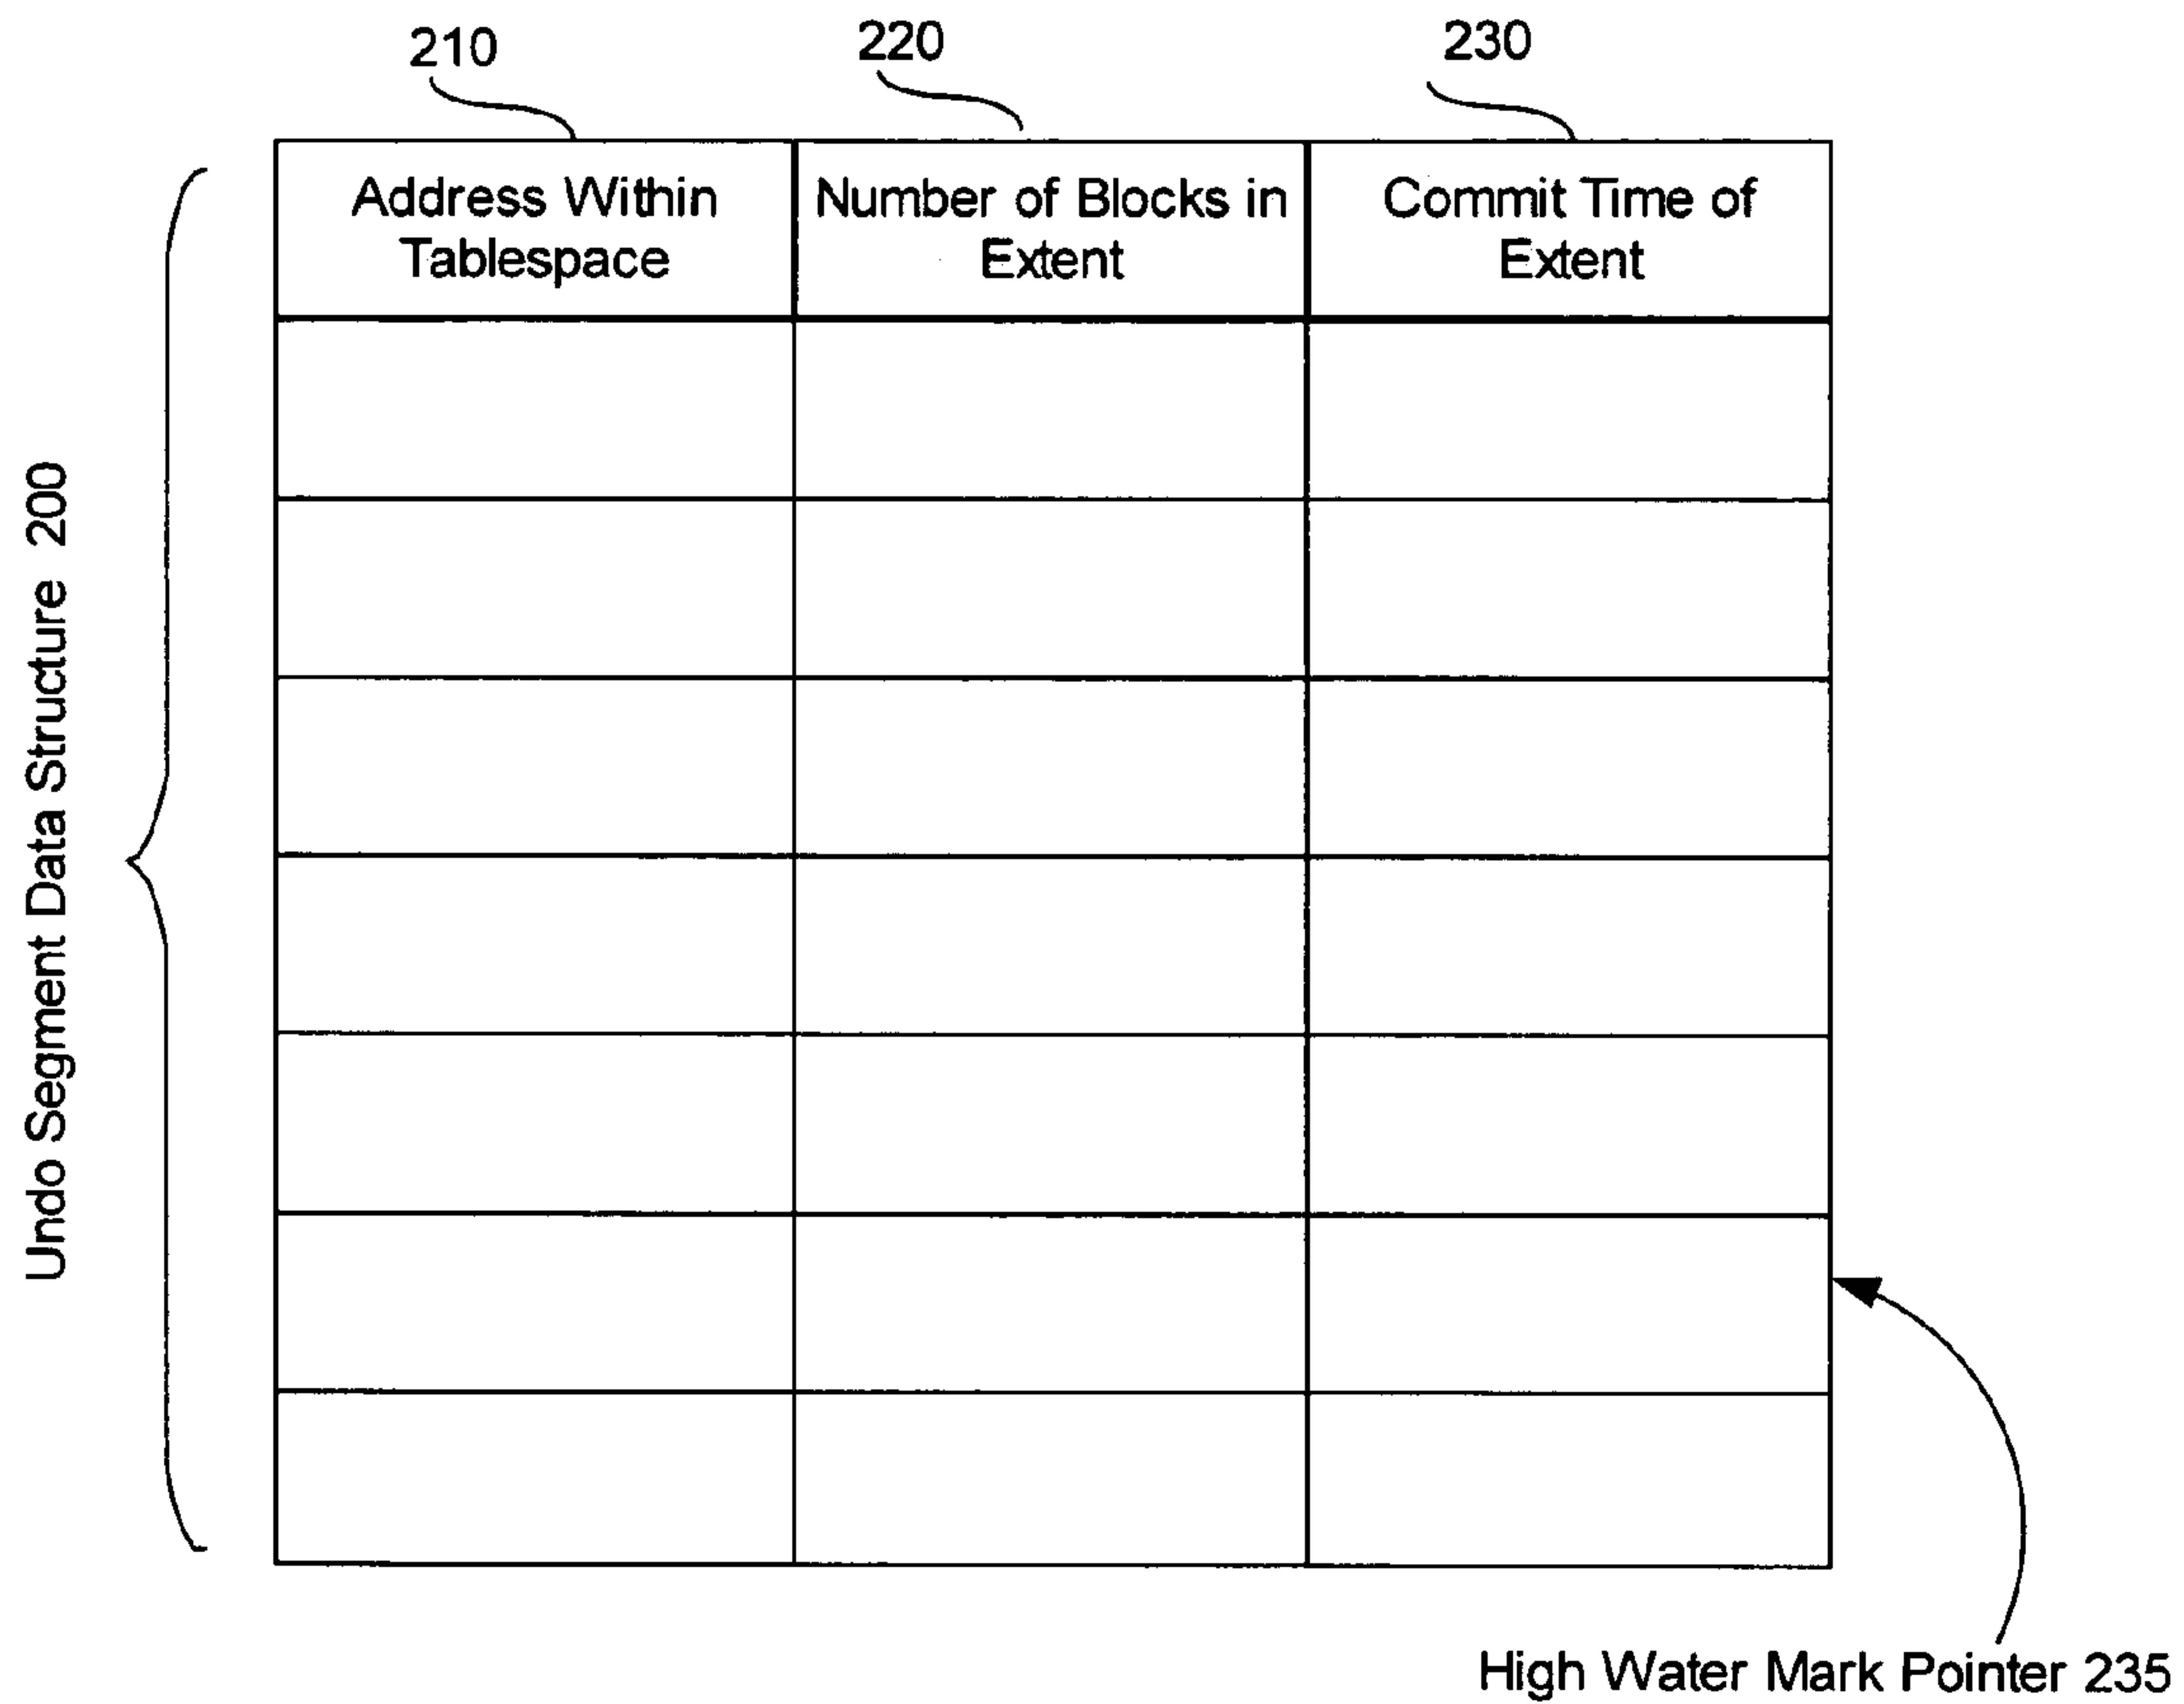 210
220
230
Address Within
Tablespace
Number of Blocks in
Extent
Commit Time of
Extent
Undo Segment Data Structure 200
High Water Mark Pointer 235